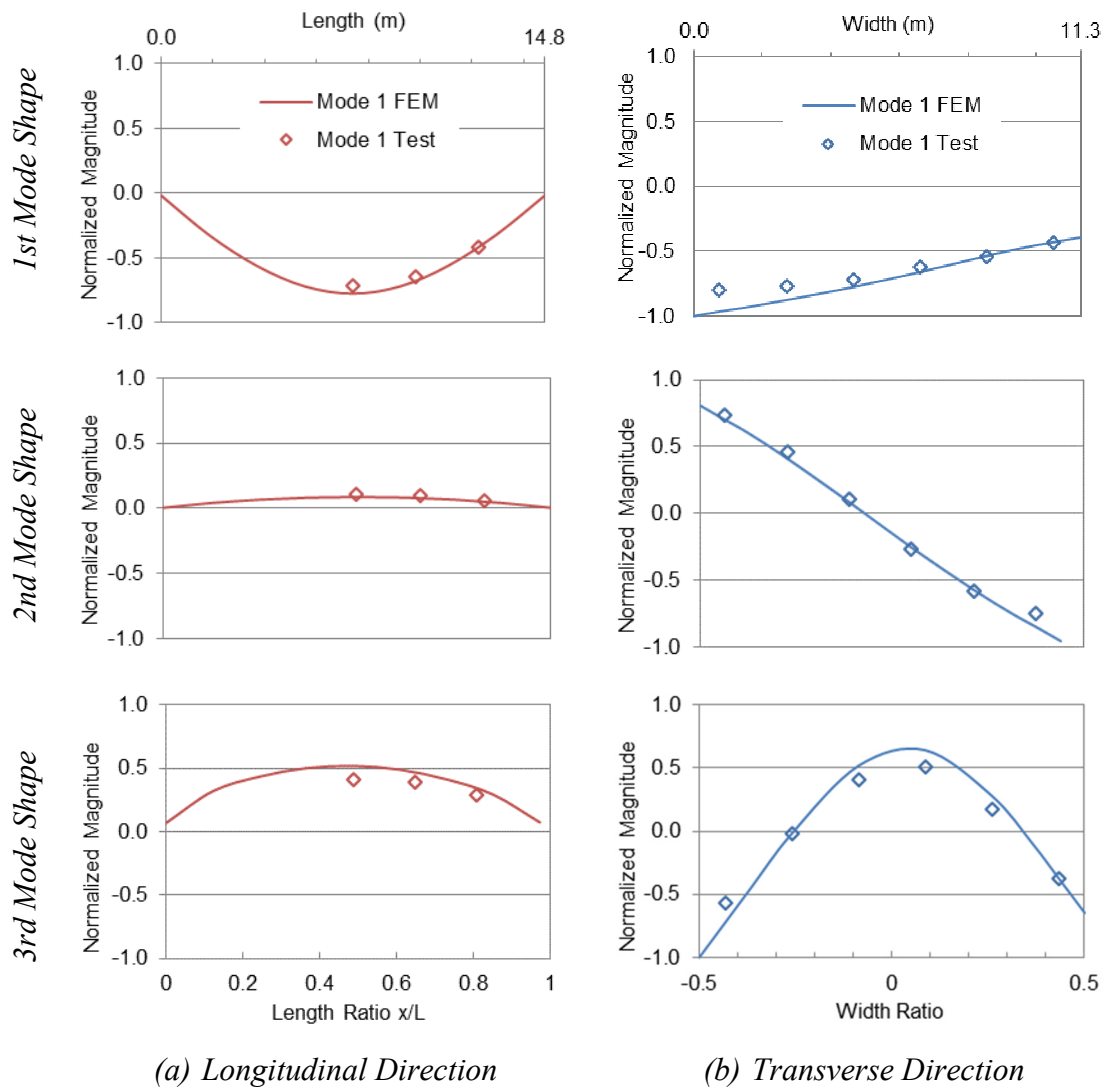 Length (m)
0.0
14.8
1st Mode Shape
Normalized Magnitude
1.0
0.5
0.0
-0.5
-1.0
Mode 1 FEM
Mode 1 Test
Width (m)
0.0
11.3
Normalized Magnitude
1.0
0.5
0.0
-0.5
-1.0
Mode 1 FEM
Mode 1 Test
2nd Mode Shape
Normalized Magnitude
1.0
0.5
0.0
-0.5
-1.0
Normalized Magnitude
1.0
0.5
0.0
-0.5
-1.0
3rd Mode Shape
Normalized Magnitude
1.0
0.5
0.0
-0.5
-1.0
0
0.2
0.4
0.6
0.8
1
Length Ratio x/L
Normalized Magnitude
1.0
0.5
0.0
-0.5
-1.0
-0.5
0
0.5
Width Ratio
(a) Longitudinal Direction
(b) Transverse Direction